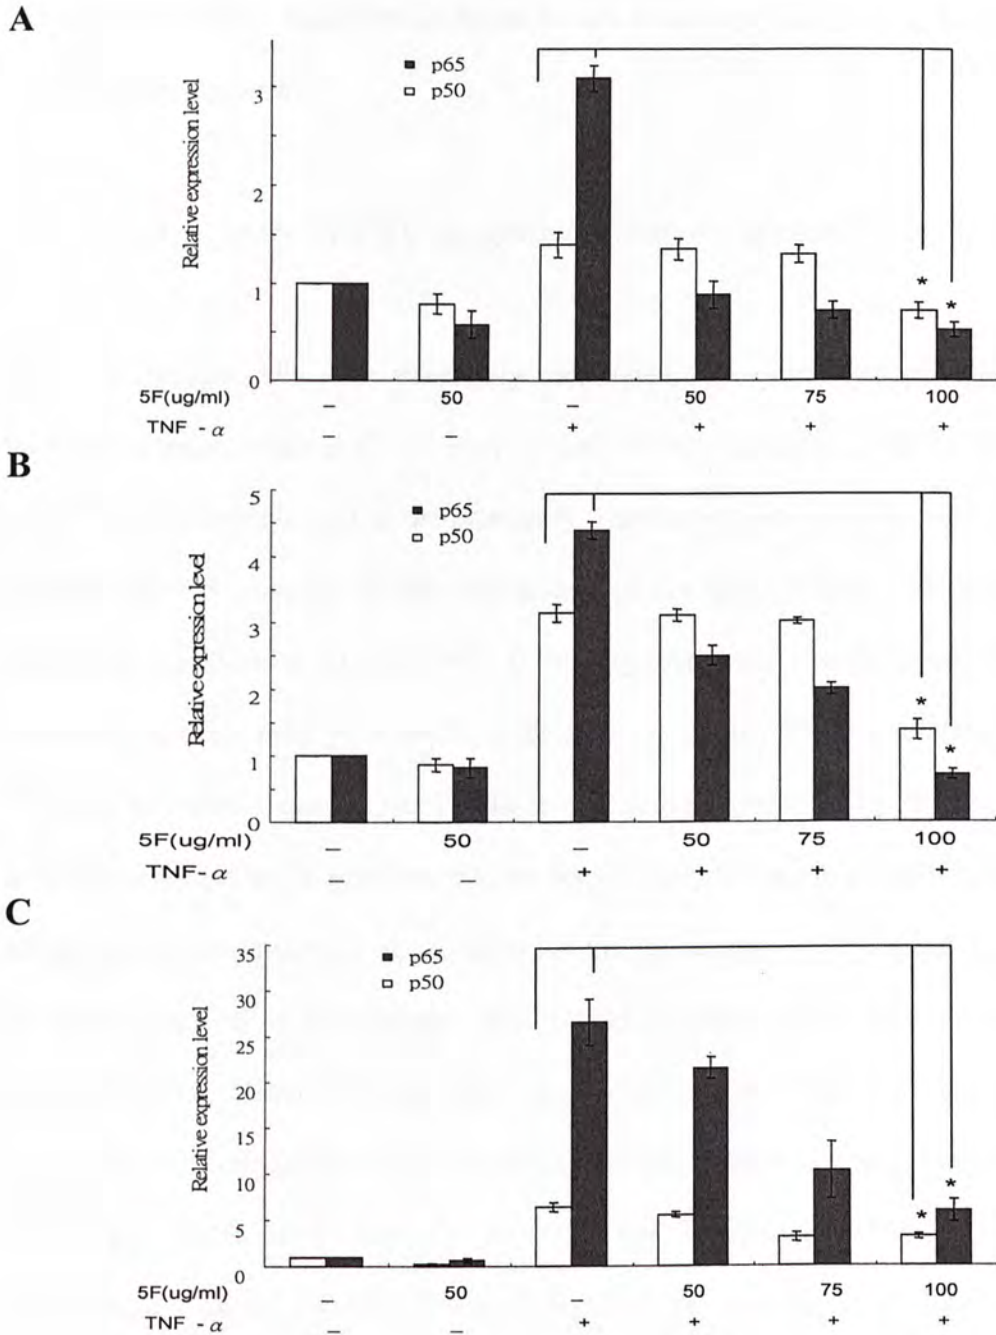 A
p65
p50
Relative expression level
3
2
1
0
* *
5F(ug/ml) – 50 – 50 75 100
TNF - α – – + + + +
B
p65
p50
Relative expression level
5
4
3
2
1
0
* *
5F(ug/ml) – 50 – 50 75 100
TNF- α – – + + + +
C
p65
p50
Relative expression level
35
30
25
20
15
10
5
0
* *
5F(ug/ml) – 50 – 50 75 100
TNF - α – – + + + +